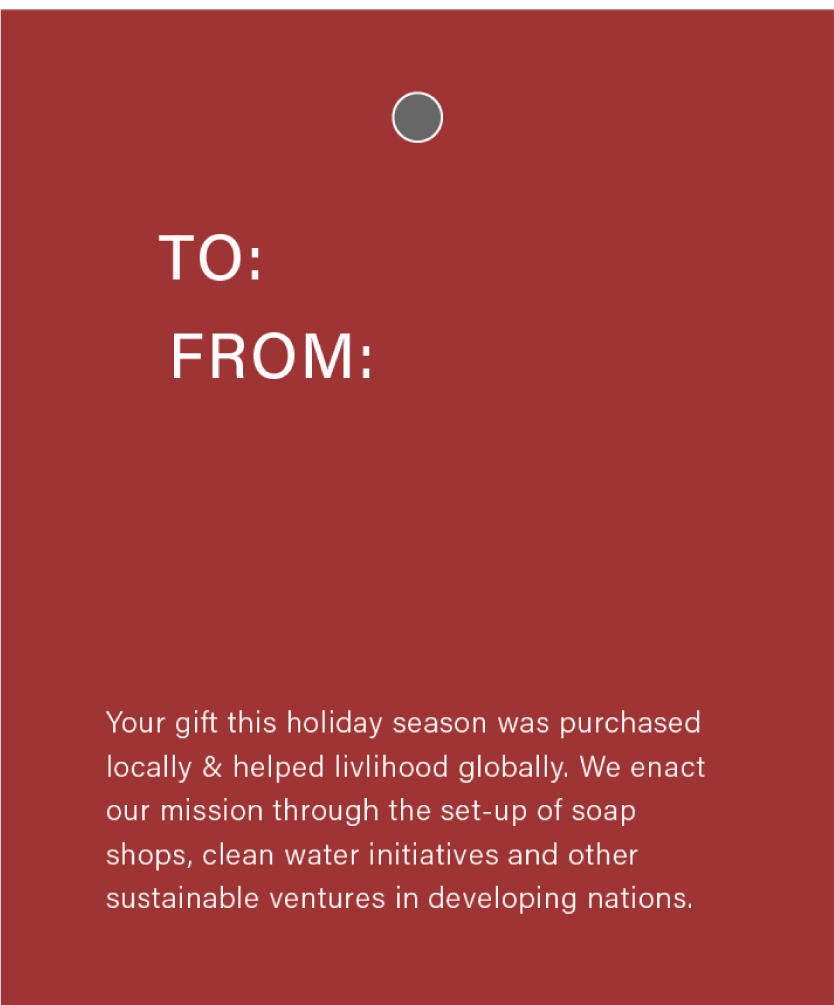 TO:
FROM:
Your gift this holiday season was purchased
locally & helped livlihood globally. We enact
our mission through the set-up of soap
shops, clean water initiatives and other
sustainable ventures in developing nations.